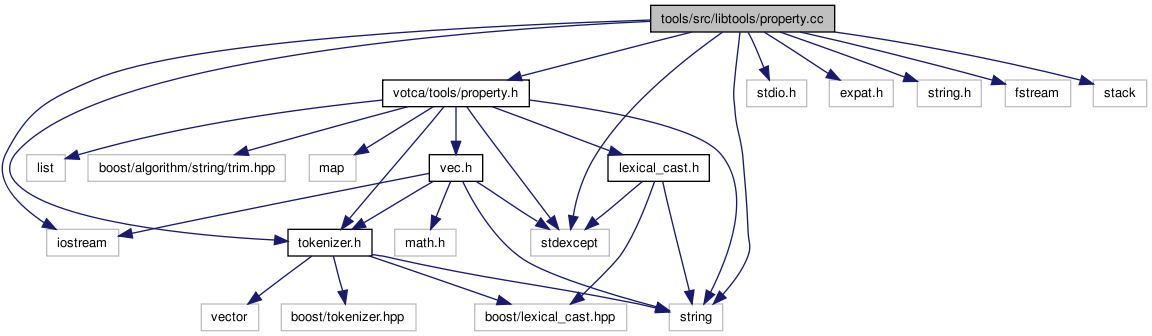 tools/src/libtools/property.cc
votca/tools/property.h
stdio.h
expat.h
string.h
fstream
stack
list
boost/algorithm/string/trim.hpp
map
vec.h
lexical_cast.h
iostream
tokenizer.h
math.h
stdexcept
vector
boost/tokenizer.hpp
boost/lexical_cast.hpp
string